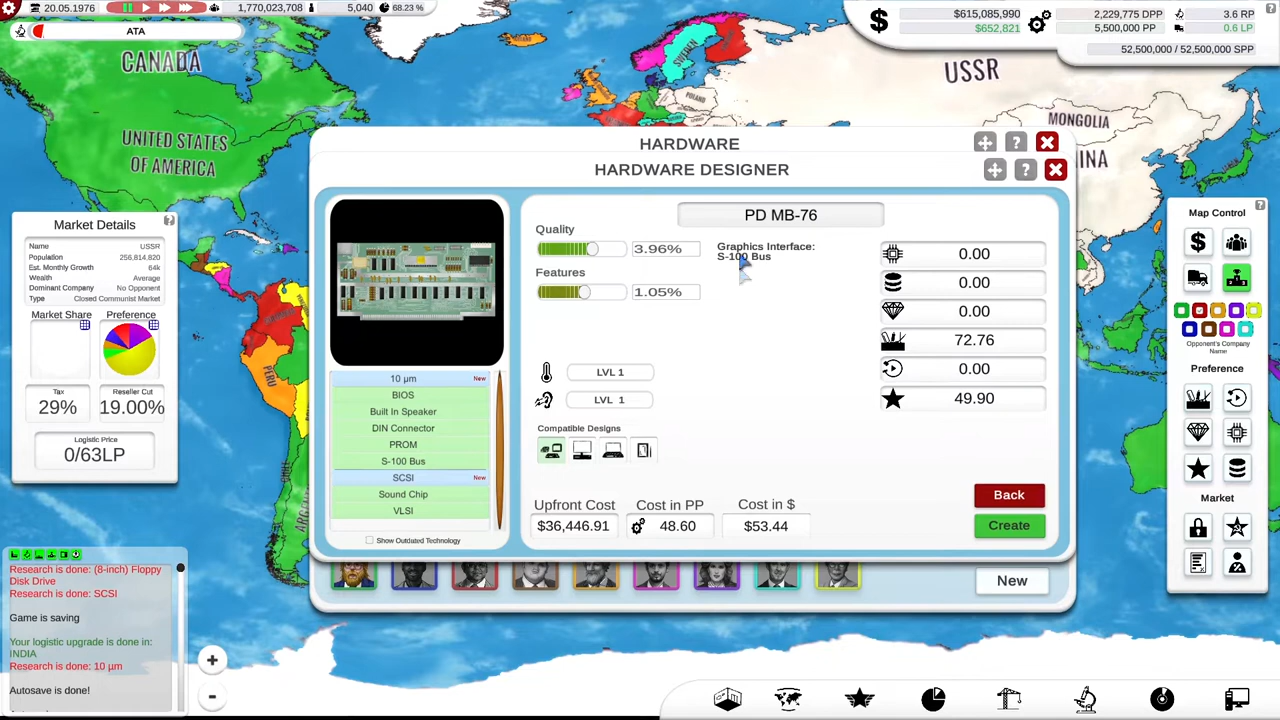 20.05.1976
1,770,023,708
5,040
68.23 %
ATA
$
$615,085,990
$652,821
2,229,775 DPP
5,500,000 PP
3.6 RP
0.6 LP
52,500,000 / 52,500,000 SPP
?
CANADA
UNITED STATES
OF AMERICA
PERU
SWEDEN
POLAND
USSR
MONGOLIA
INA
HARDWARE
?
HARDWARE DESIGNER
?
PD MB-76
Quality
3.96%
Features
1.05%
Graphics Interface:
S-100 Bus
0.00
0.00
0.00
72.76
0.00
49.90
LVL 1
LVL 1
Compatible Designs
10 µm New
BIOS
Built In Speaker
DIN Connector
PROM
S-100 Bus
SCSI New
Sound Chip
VLSI
Show Outdated Technology
Upfront Cost
$36,446.91
Cost in PP
48.60
Cost in $
$53.44
Back
Create
New
Market Details
?
Name USSR
Population 256,814,820
Est. Monthly Growth 64k
Wealth Average
Dominant Company No Opponent
Type Closed Communist Market
Market Share
Preference
Tax
29%
Reseller Cut
19.00%
Logistic Price
0/63LP
Research is done: (8-inch) Floppy
Disk Drive
Research is done: SCSI
Game is saving
Your logistic upgrade is done in:
INDIA
Research is done: 10 µm
Autosave is done!
+
-
?
Map Control
$
Opponent's Company
Name
Preference
Market